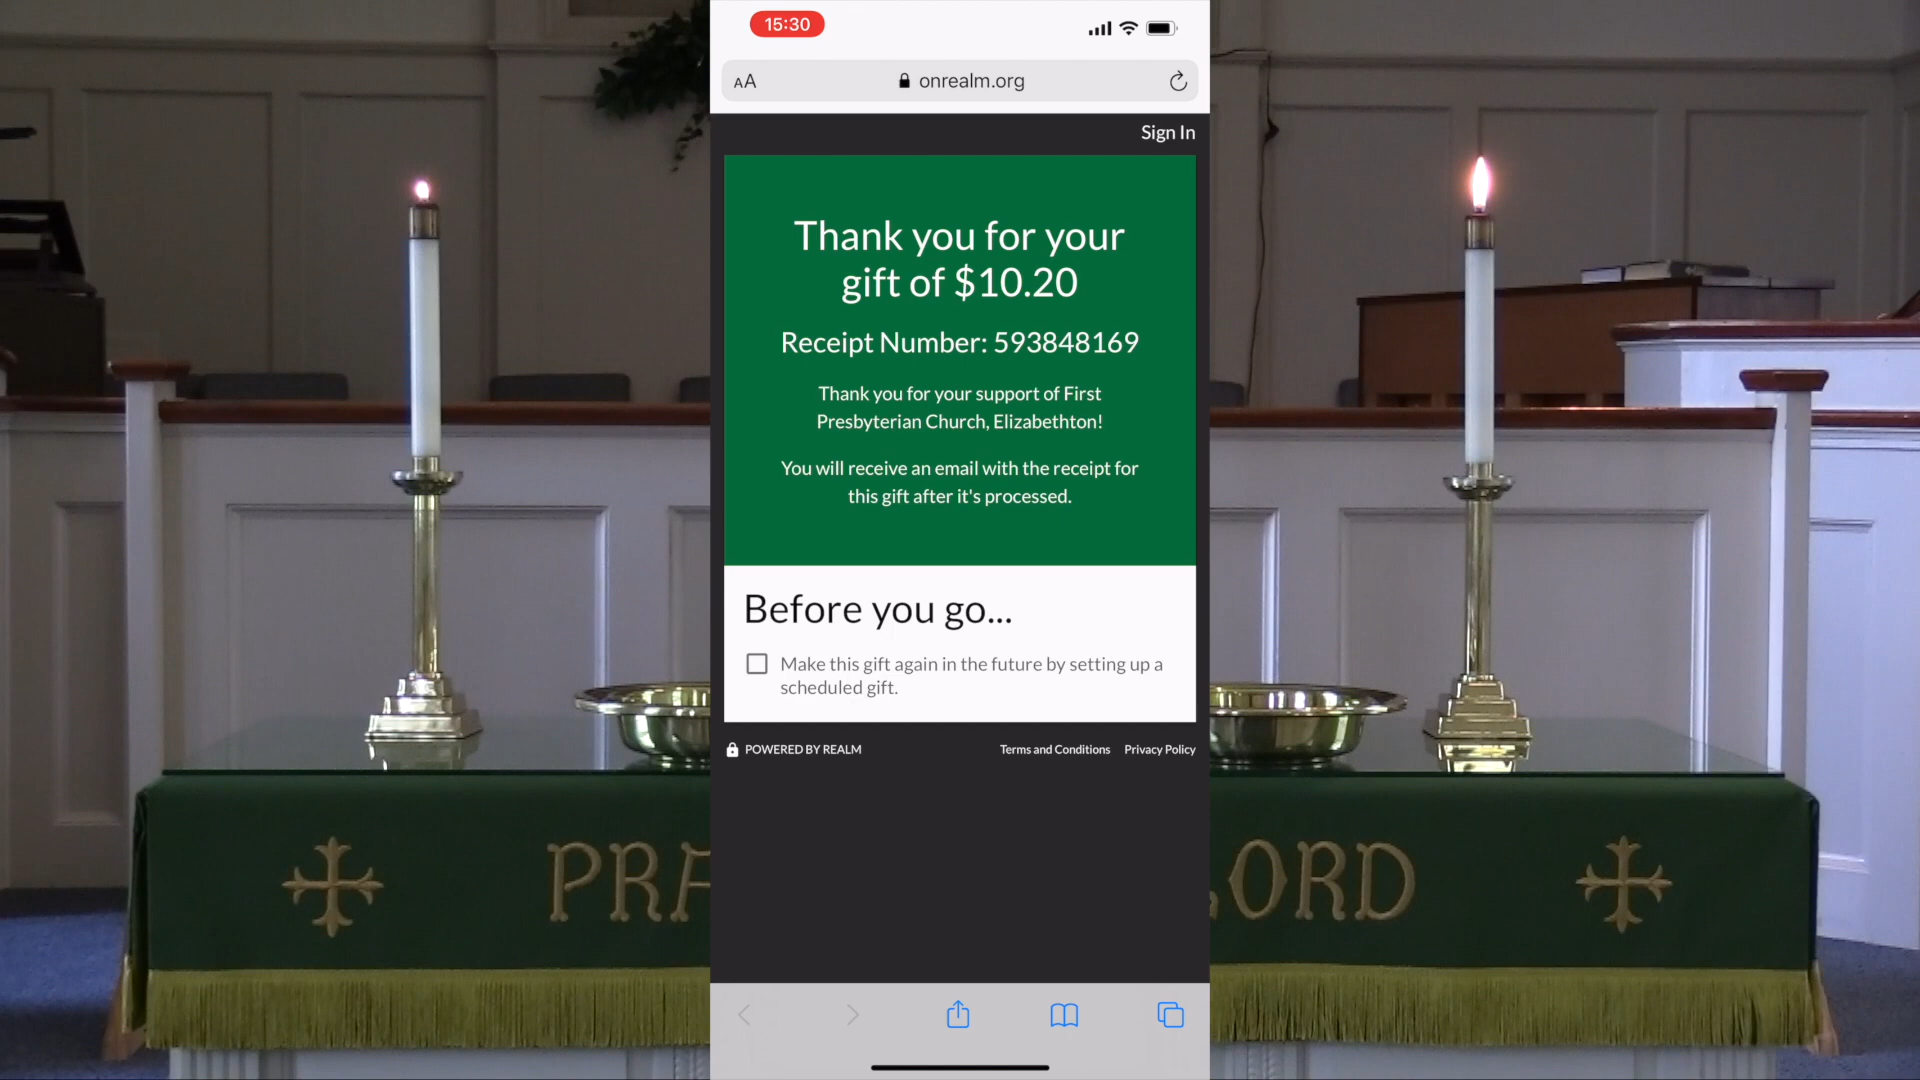 15:30
AA
onrealm.org
Sign In
Thank you for your
gift of $10.20
Receipt Number: 593848169
Thank you for your support of First
Presbyterian Church, Elizabethton!
You will receive an email with the receipt for
this gift after it's processed.
Before you go...
Make this gift again in the future by setting up a
scheduled gift.
POWERED BY REALM
Terms and Conditions
Privacy Policy
PRA
ORD